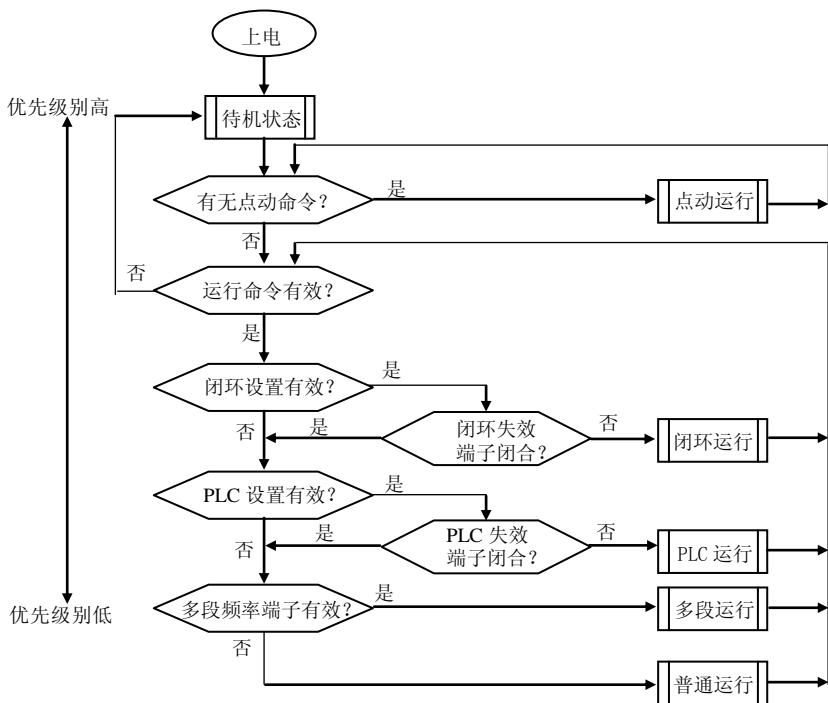 上电
优先级别高
待机状态
有无点动命令？
是
点动运行
否
否
运行命令有效？
是
闭环设置有效？
是
否
是
闭环失效
端子闭合？
否
闭环运行
PLC 设置有效？
是
否
是
PLC 失效
端子闭合？
否
PLC 运行
优先级别低
多段频率端子有效？
是
多段运行
否
普通运行